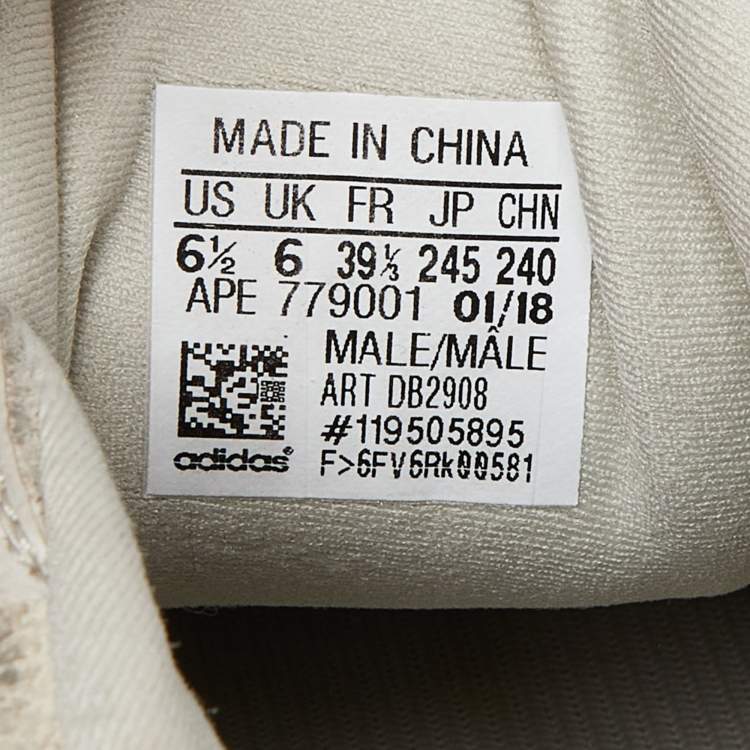 MADE IN CHINA
US UK FR JP CHN
6½ 6 39⅓ 245 240
APE 779001 01/18
MALE/MÂLE
ART DB2908
#119505895
adidas®
F>6FV6Rk00581